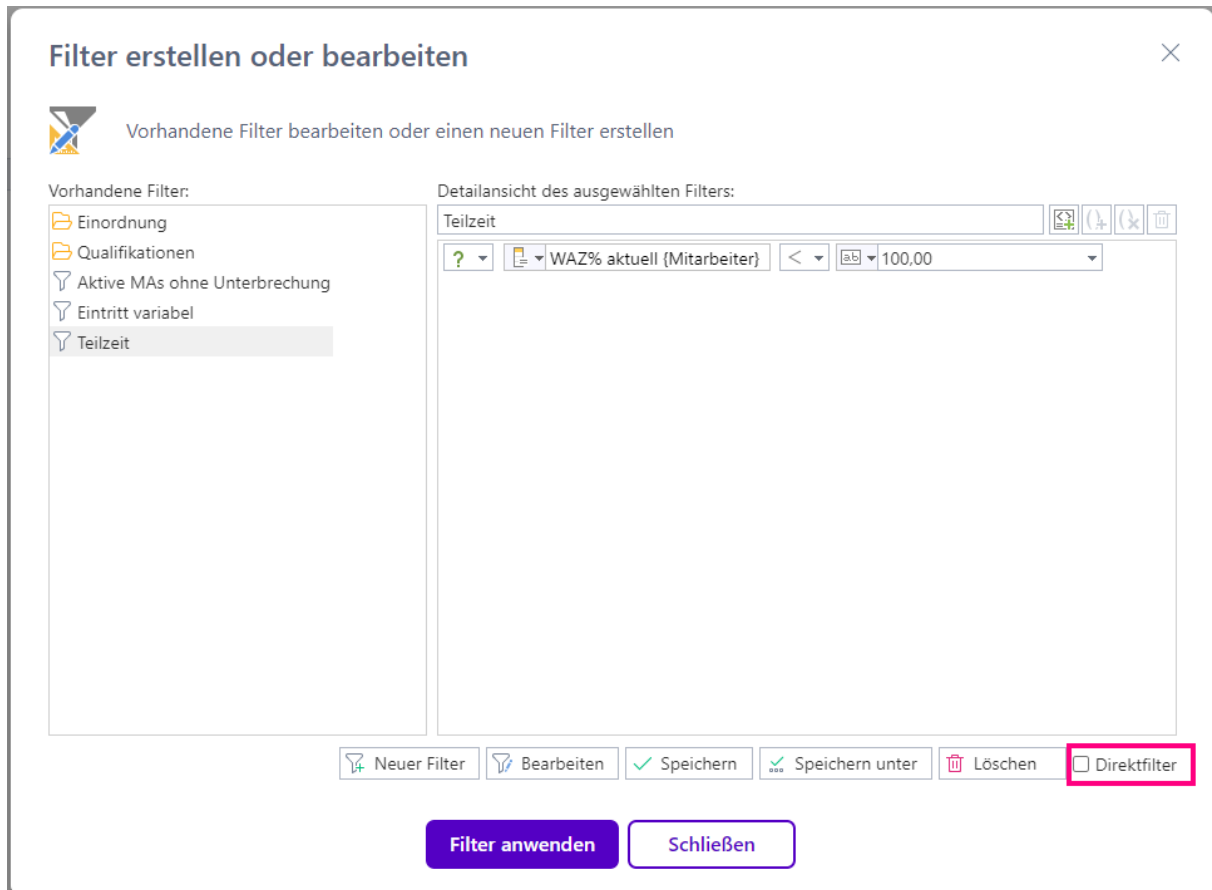 Filter erstellen oder bearbeiten
Vorhandene Filter bearbeiten oder einen neuen Filter erstellen
Vorhandene Filter:
Einordnung
Qualifikationen
Aktive MAs ohne Unterbrechung
Eintritt variabel
Teilzeit
Detailansicht des ausgewählten Filters:
Teilzeit
? WAZ% aktuell {Mitarbeiter} < ab 100,00
Neuer Filter Bearbeiten Speichern Speichern unter Löschen Direktfilter
Filter anwenden Schließen